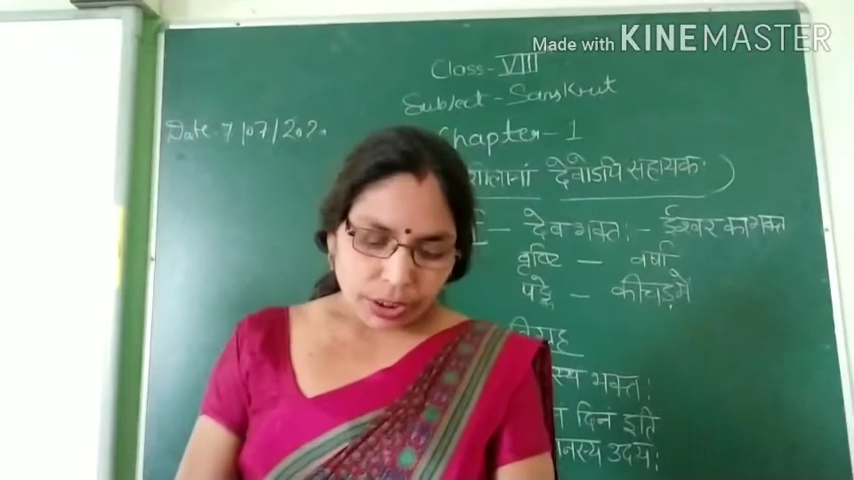 Made with KINEMASTER
Class - VIII
Subject - Sanskrut
Date - 7/07/2020
Chapter - 1
देवोऽपि सहायकः )
- देवभक्तः - ईश्वर का भक्त
वृष्टि - वर्षा
पङ्के - कीचड़ में
विग्रह
स्य भक्तः
दिनं इति
उदयः